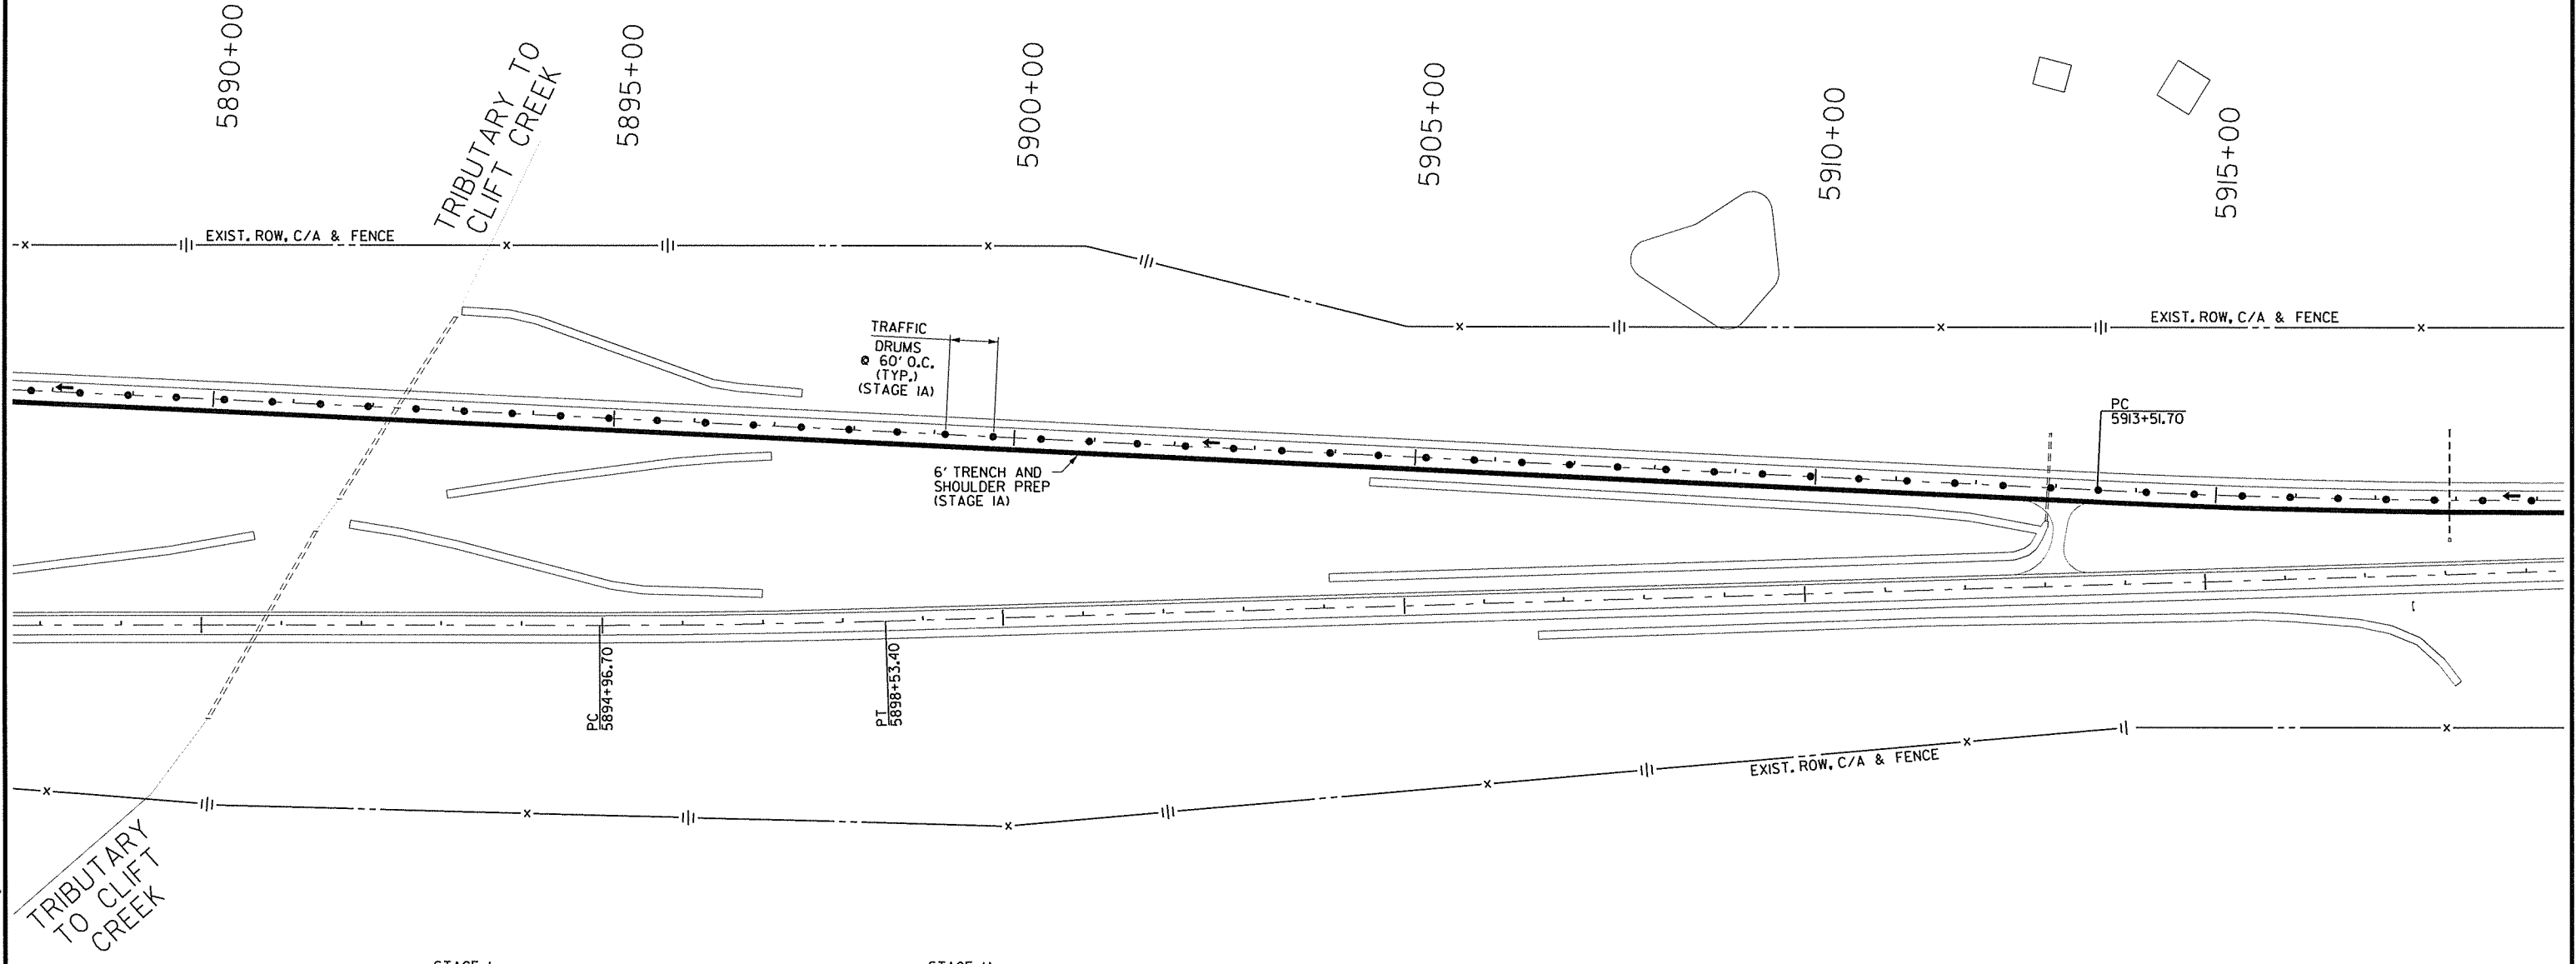 5890+00
TRIBUTARY TO
CLIFT CREEK
5895+00
5900+00
5905+00
5910+00
5915+00
EXIST. ROW, C/A & FENCE
EXIST. ROW, C/A & FENCE
TRAFFIC
DRUMS
@ 60' O.C.
(TYP.)
(STAGE 1A)
PC
5913+51.70
6' TRENCH AND
SHOULDER PREP
(STAGE 1A)
PC
5894+96.70
PT
5898+53.40
EXIST. ROW, C/A & FENCE
TRIBUTARY
TO CLIFT
CREEK